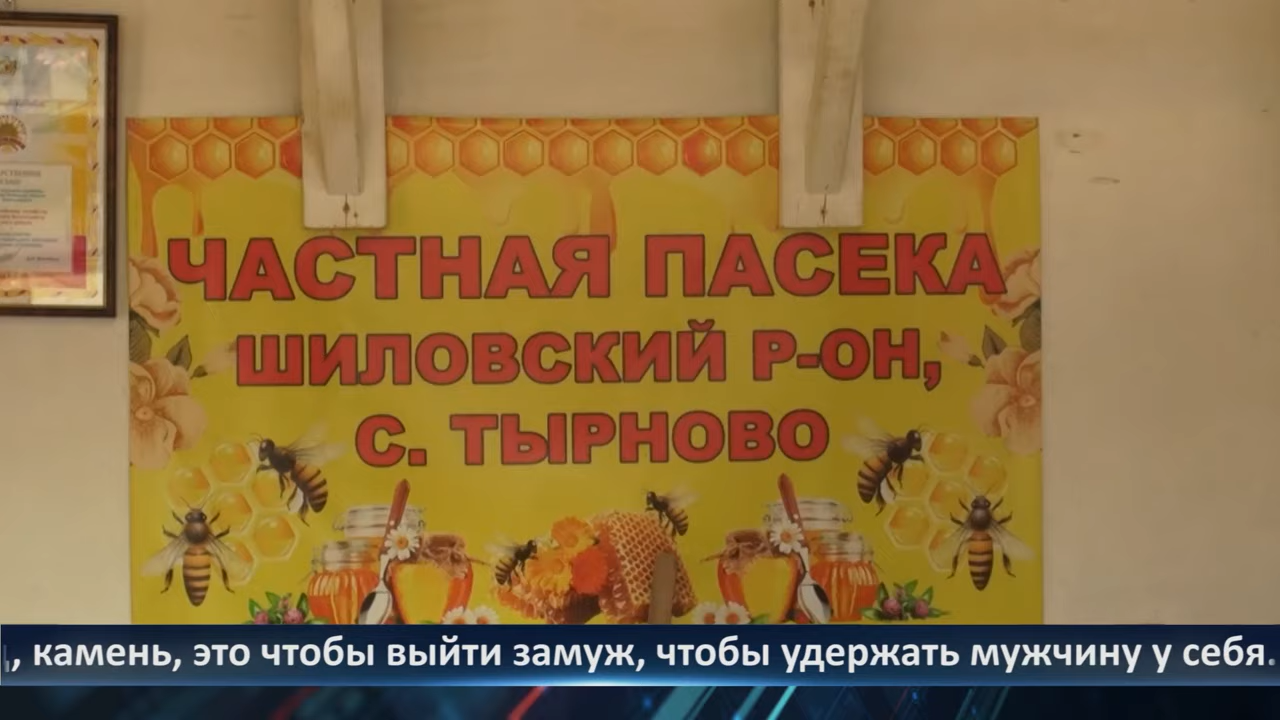 ЧАСТНАЯ ПАСЕКА
ШИЛОВСКИЙ Р-ОН,
С. ТЫРНОВО
, камень, это чтобы выйти замуж, чтобы удержать мужчину у себя.